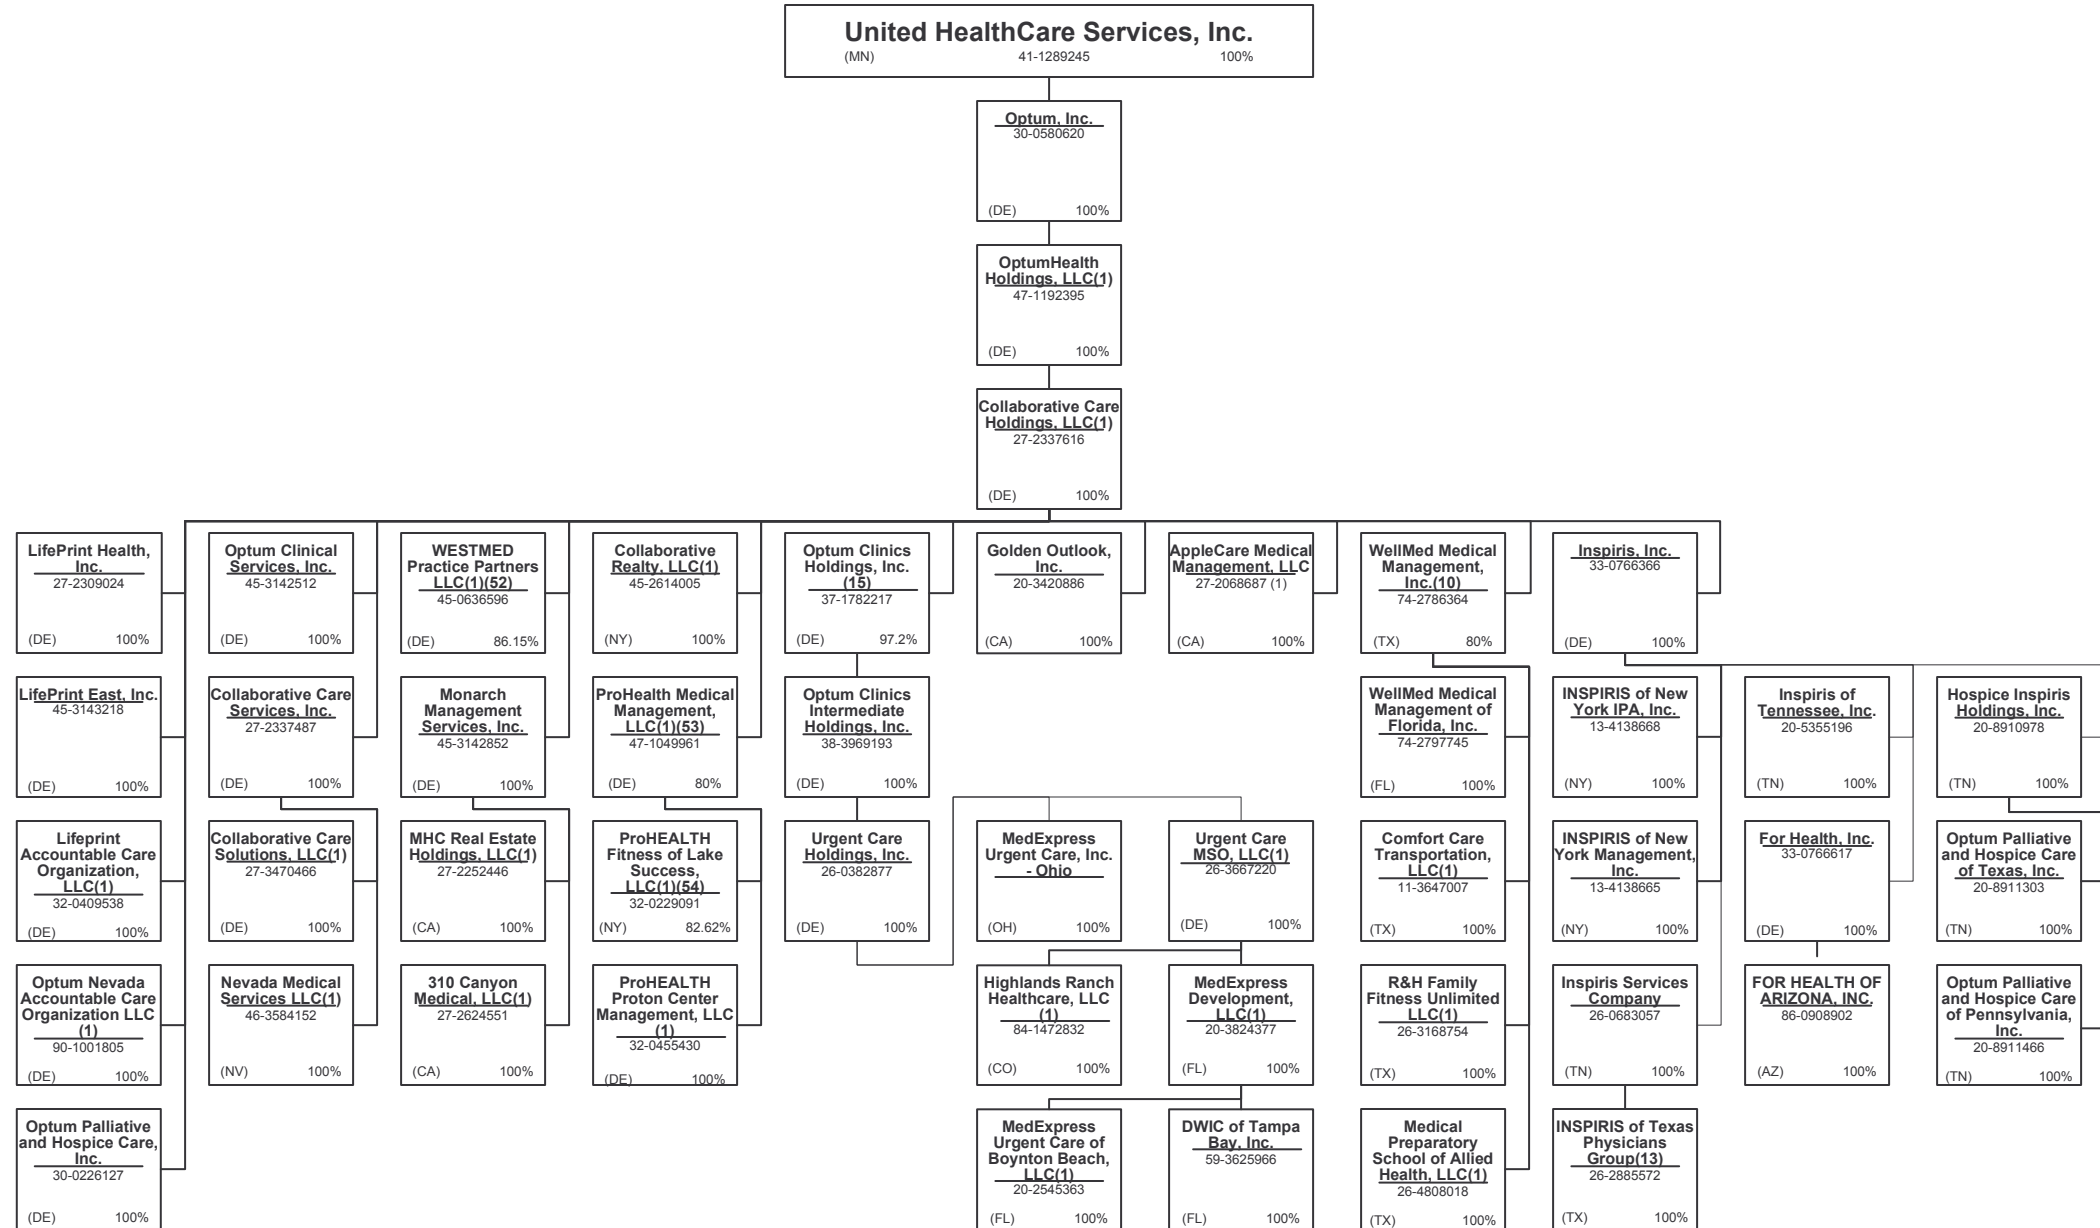 United HealthCare Services, Inc.
(MN) 41-1289245 100%
Optum, Inc.
30-0580620
(DE) 100%
OptumHealth
Holdings, LLC(1)
47-1192395
(DE) 100%
Collaborative Care
Holdings, LLC(1)
27-2337616
(DE) 100%
LifePrint Health,
Inc.
27-2309024
(DE) 100%
Optum Clinical
Services, Inc.
45-3142512
(DE) 100%
WESTMED
Practice Partners
LLC(1)(52)
45-0636596
(DE) 86.15%
Collaborative
Realty, LLC(1)
45-2614005
(NY) 100%
Optum Clinics
Holdings, Inc.
(15)
37-1782217
(DE) 97.2%
Golden Outlook,
Inc.
20-3420886
(CA) 100%
AppleCare Medical
Management, LLC
27-2068687 (1)
(CA) 100%
WellMed Medical
Management,
Inc.(10)
74-2786364
(TX) 80%
Inspiris, Inc.
33-0766366
(DE) 100%
LifePrint East, Inc.
45-3143218
(DE) 100%
Collaborative Care
Services, Inc.
27-2337487
(DE) 100%
Monarch
Management
Services, Inc.
45-3142852
(DE) 100%
ProHealth Medical
Management,
LLC(1)(53)
47-1049961
(DE) 80%
Optum Clinics
Intermediate
Holdings, Inc.
38-3969193
(DE) 100%
WellMed Medical
Management of
Florida, Inc.
74-2797745
(FL) 100%
INSPIRIS of New
York IPA, Inc.
13-4138668
(NY) 100%
Inspiris of
Tennessee, Inc.
20-5355196
(TN) 100%
Hospice Inspiris
Holdings, Inc.
20-8910978
(TN) 100%
Lifeprint
Accountable Care
Organization,
LLC(1)
32-0409538
(DE) 100%
Collaborative Care
Solutions, LLC(1)
27-3470466
(DE) 100%
MHC Real Estate
Holdings, LLC(1)
27-2252446
(CA) 100%
ProHEALTH
Fitness of Lake
Success,
LLC(1)(54)
32-0229091
(NY) 82.62%
Urgent Care
Holdings, Inc.
26-0382877
(DE) 100%
MedExpress
Urgent Care, Inc.
- Ohio
(OH) 100%
Urgent Care
MSO, LLC(1)
26-3667220
(DE) 100%
Comfort Care
Transportation,
LLC(1)
11-3647007
(TX) 100%
INSPIRIS of New
York Management,
Inc.
13-4138665
(NY) 100%
For Health, Inc.
33-0766617
(DE) 100%
Optum Palliative
and Hospice Care
of Texas, Inc.
20-8911303
(TN) 100%
Optum Nevada
Accountable Care
Organization LLC
(1)
90-1001805
(DE) 100%
Nevada Medical
Services LLC(1)
46-3584152
(NV) 100%
310 Canyon
Medical, LLC(1)
27-2624551
(CA) 100%
ProHEALTH
Proton Center
Management, LLC
(1)
32-0455430
(DE) 100%
Highlands Ranch
Healthcare, LLC
(1)
84-1472832
(CO) 100%
MedExpress
Development,
LLC(1)
20-3824377
(FL) 100%
R&H Family
Fitness Unlimited
LLC(1)
26-3168754
(TX) 100%
Inspiris Services
Company
26-0683057
(TN) 100%
FOR HEALTH OF
ARIZONA, INC.
86-0908902
(AZ) 100%
Optum Palliative
and Hospice Care
of Pennsylvania,
Inc.
20-8911466
(TN) 100%
Optum Palliative
and Hospice Care,
Inc.
30-0226127
(DE) 100%
MedExpress
Urgent Care of
Boynton Beach,
LLC(1)
20-2545363
(FL) 100%
DWIC of Tampa
Bay, Inc.
59-3625966
(FL) 100%
Medical
Preparatory
School of Allied
Health, LLC(1)
26-4808018
(TX) 100%
INSPIRIS of Texas
Physicians
Group(13)
26-2885572
(TX) 100%